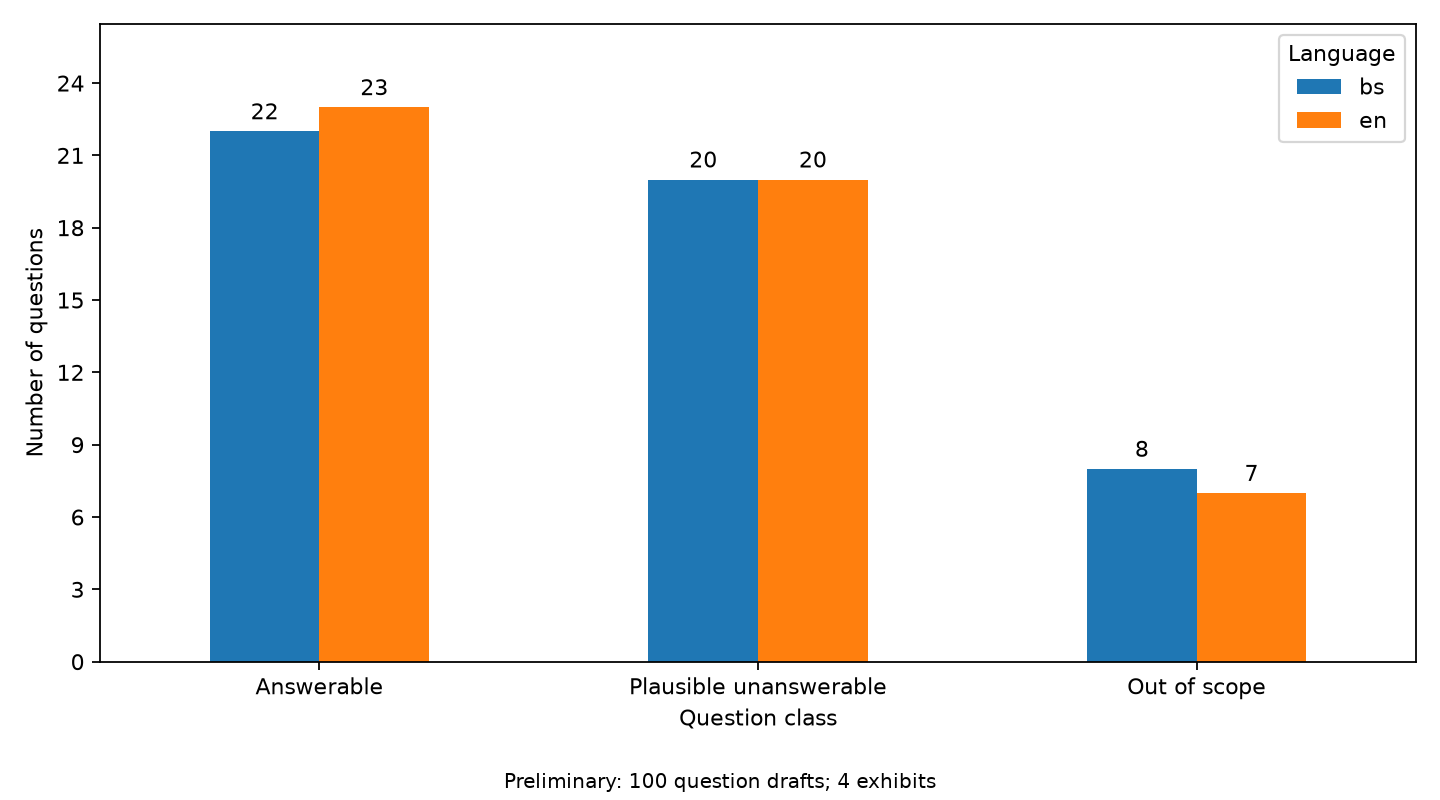 Language
bs
en
22
23
20
20
8
7
24
21
18
15
12
9
6
3
0
Number of questions
Answerable
Plausible unanswerable
Out of scope
Question class
Preliminary: 100 question drafts; 4 exhibits